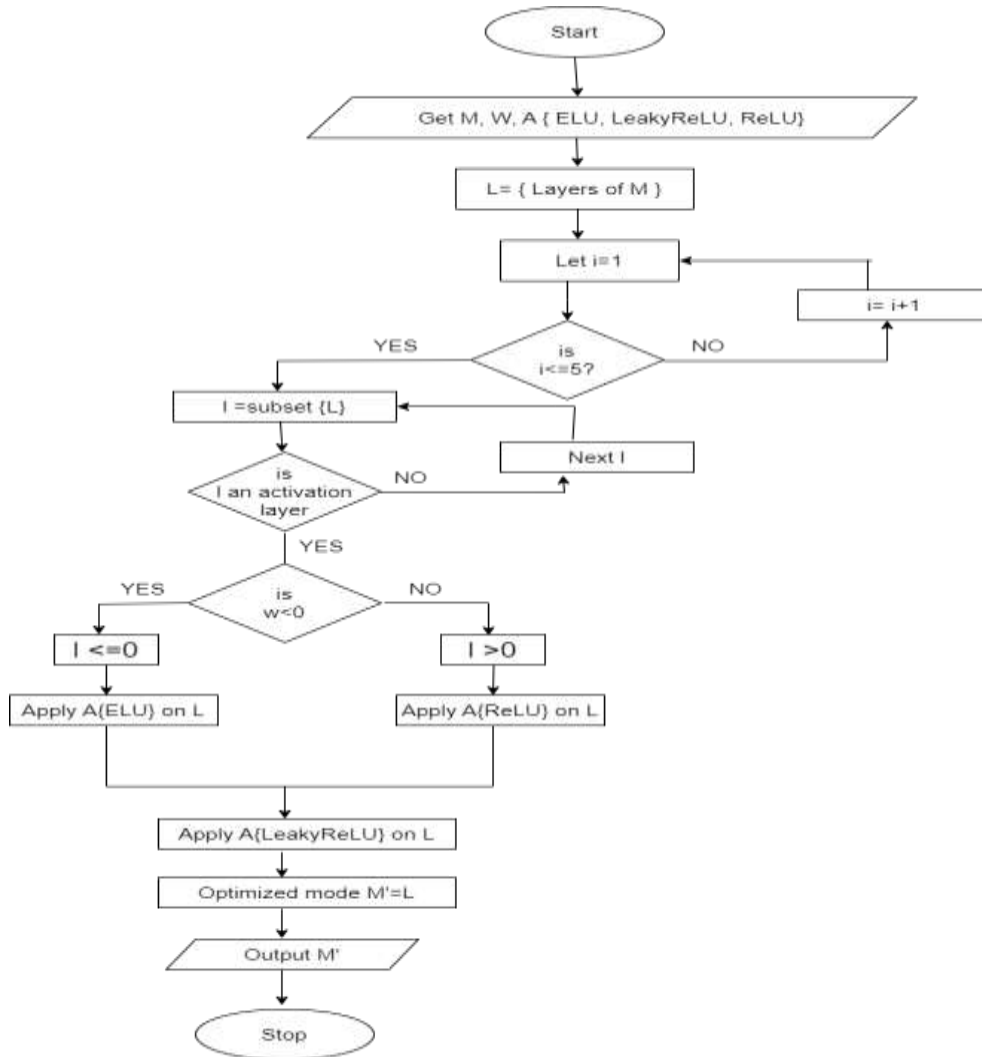 Start
Get M, W, A { ELU, LeakyReLU, ReLU}
L= { Layers of M }
Let i=1
i= i+1
YES
is
i<=5?
NO
l =subset {L}
Next l
is
l an activation
layer
NO
YES
YES
is
w<0
NO
l <=0
l >0
Apply A{ELU} on L
Apply A{ReLU} on L
Apply A{LeakyReLU} on L
Optimized mode M'=L
Output M'
Stop